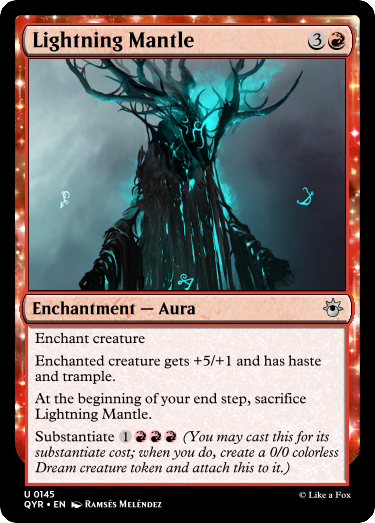 Lightning Mantle 3
Enchantment — Aura
Enchant creature
Enchanted creature gets +5/+1 and has haste
and trample.
At the beginning of your end step, sacrifice
Lightning Mantle.
Substantiate 1 (You may cast this for its
substantiate cost; when you do, create a 0/0 colorless
Dream creature token and attach this to it.)
U 0145
QYR • EN Ramsés Meléndez
© Like a Fox